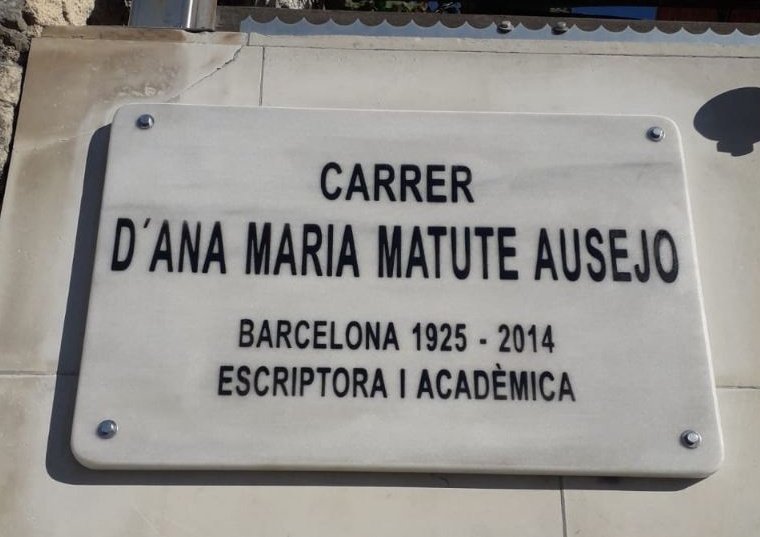 CARRER
D´ANA MARIA MATUTE AUSEJO
BARCELONA 1925 - 2014
ESCRIPTORA I ACADÈMICA